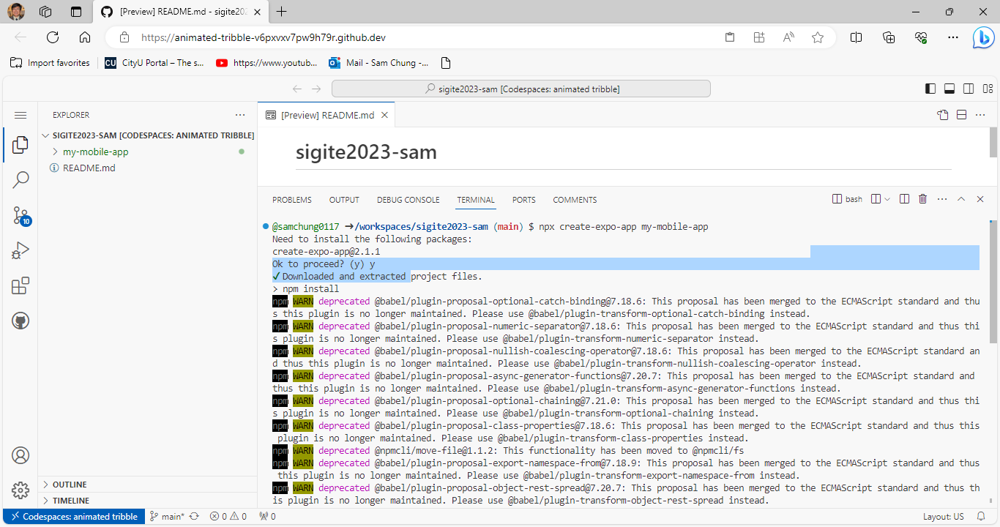 [Preview] README.md - sigite202
https://animated-tribble-v6pxvxv7pw9h79r.github.dev
Import favorites
CU
CityU Portal – The s...
https://www.youtub...
Mail - Sam Chung -...
sigite2023-sam [Codespaces: animated tribble]
EXPLORER
SIGITE2023-SAM [CODESPACES: ANIMATED TRIBBLE]
my-mobile-app
README.md
10
OUTLINE
TIMELINE
[Preview] README.md
sigite2023-sam
PROBLEMS OUTPUT DEBUG CONSOLE TERMINAL PORTS COMMENTS
bash
@samchung0117 ➜/workspaces/sigite2023-sam (main) $ npx create-expo-app my-mobile-app
Need to install the following packages:
create-expo-app@2.1.1
Ok to proceed? (y) y
✓ Downloaded and extracted project files.
> npm install
npm WARN deprecated @babel/plugin-proposal-optional-catch-binding@7.18.6: This proposal has been merged to the ECMAScript standard and thu
s this plugin is no longer maintained. Please use @babel/plugin-transform-optional-catch-binding instead.
npm WARN deprecated @babel/plugin-proposal-numeric-separator@7.18.6: This proposal has been merged to the ECMAScript standard and thus thi
s plugin is no longer maintained. Please use @babel/plugin-transform-numeric-separator instead.
npm WARN deprecated @babel/plugin-proposal-nullish-coalescing-operator@7.18.6: This proposal has been merged to the ECMAScript standard an
d thus this plugin is no longer maintained. Please use @babel/plugin-transform-nullish-coalescing-operator instead.
npm WARN deprecated @babel/plugin-proposal-async-generator-functions@7.20.7: This proposal has been merged to the ECMAScript standard and
thus this plugin is no longer maintained. Please use @babel/plugin-transform-async-generator-functions instead.
npm WARN deprecated @babel/plugin-proposal-optional-chaining@7.21.0: This proposal has been merged to the ECMAScript standard and thus thi
s plugin is no longer maintained. Please use @babel/plugin-transform-optional-chaining instead.
npm WARN deprecated @babel/plugin-proposal-class-properties@7.18.6: This proposal has been merged to the ECMAScript standard and thus this
plugin is no longer maintained. Please use @babel/plugin-transform-class-properties instead.
npm WARN deprecated @npmcli/move-file@1.1.2: This functionality has been moved to @npmcli/fs
npm WARN deprecated @babel/plugin-proposal-export-namespace-from@7.18.9: This proposal has been merged to the ECMAScript standard and thus
this plugin is no longer maintained. Please use @babel/plugin-transform-export-namespace-from instead.
npm WARN deprecated @babel/plugin-proposal-object-rest-spread@7.20.7: This proposal has been merged to the ECMAScript standard and thus th
is plugin is no longer maintained. Please use @babel/plugin-transform-object-rest-spread instead.
Codespaces: animated tribble
main*
0
0
0
Layout: US